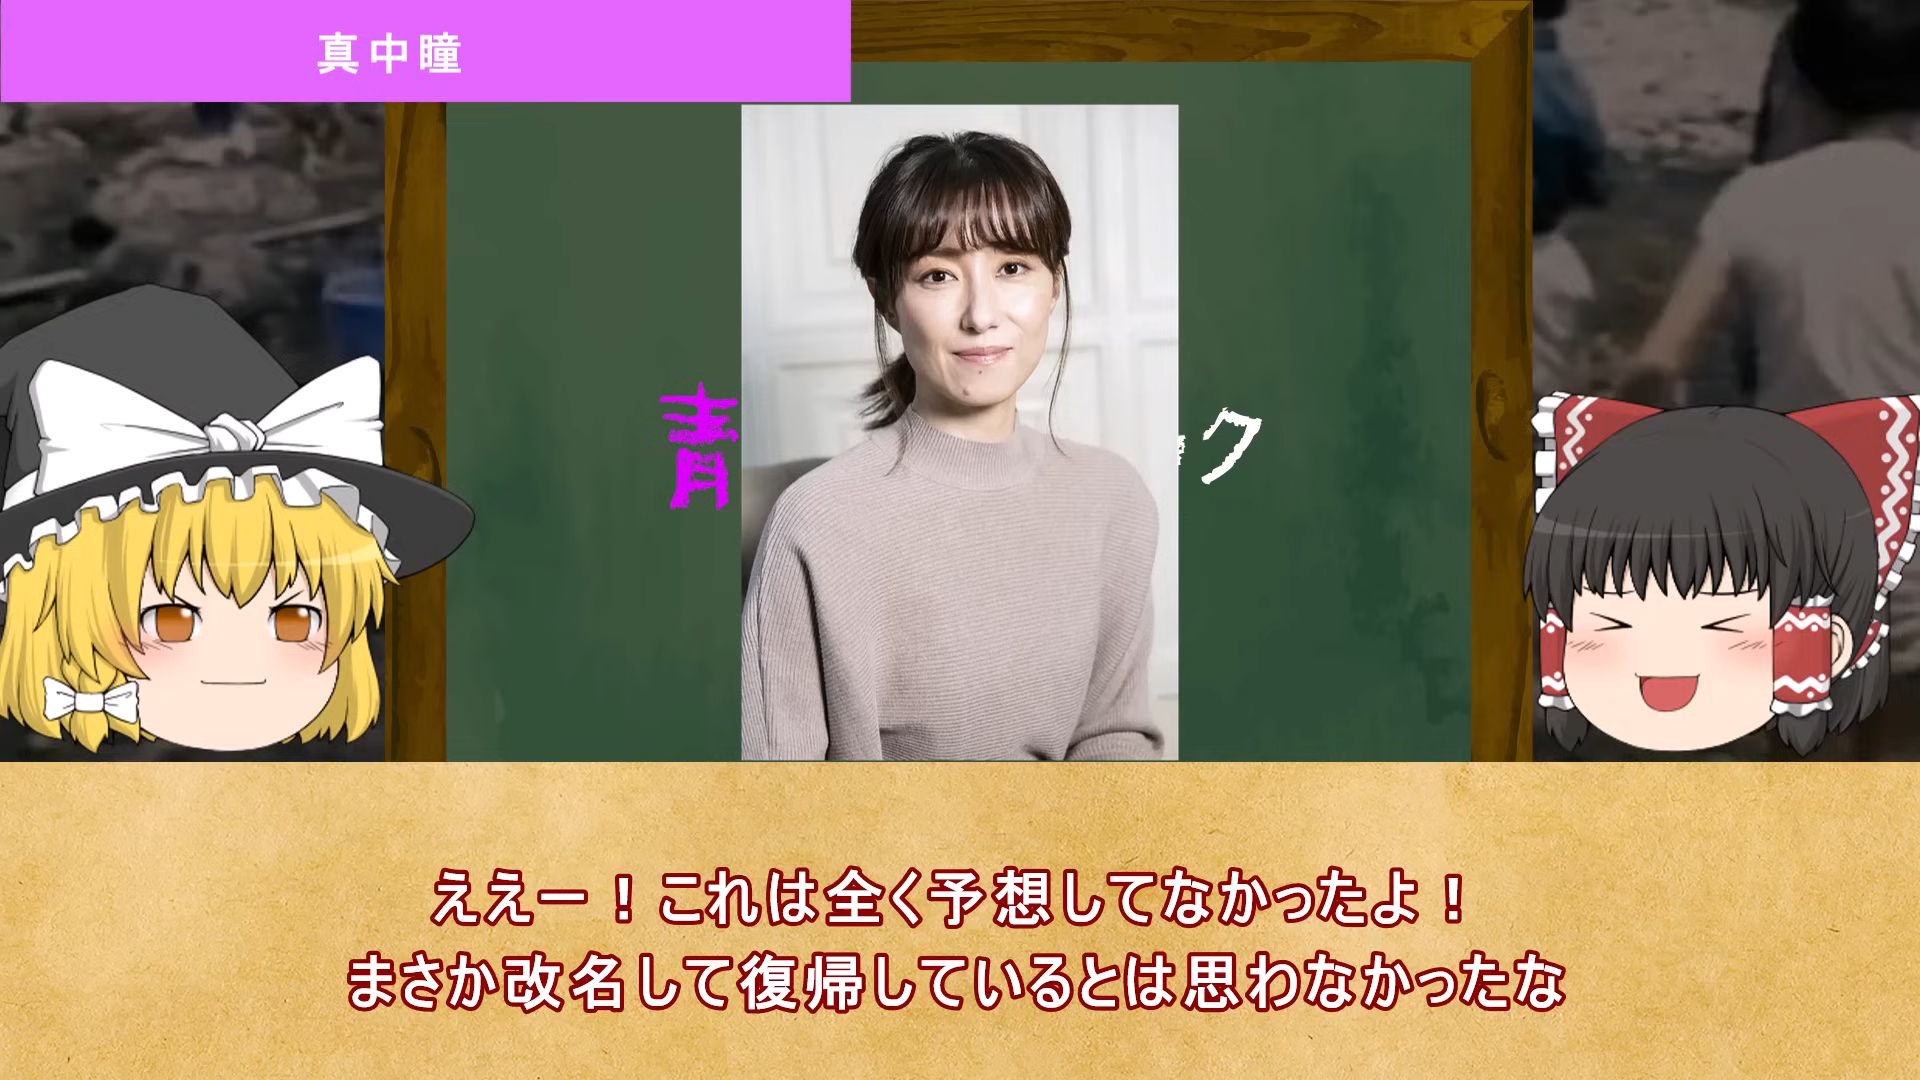 真中瞳
青
ク
ええー！これは全く予想してなかったよ！
まさか改名して復帰しているとは思わなかったな